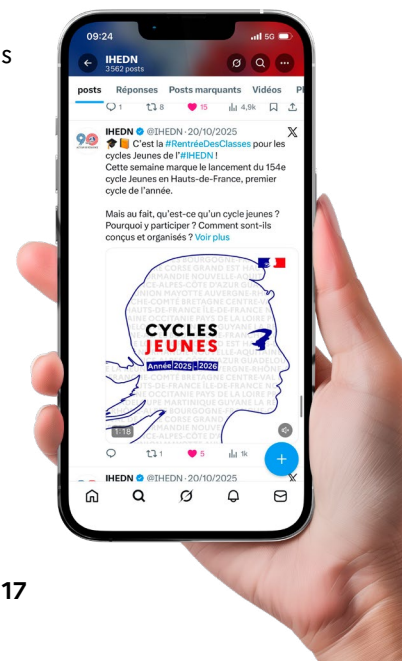 s
09:24
5G
IHEDN
3562 posts
posts Réponses Posts marquants Vidéos
1 8 15 4,9k
IHEDN @IHEDN·20/10/2025
🎓📙 C'est la #RentréeDesClasses pour les
cycles Jeunes de l'#IHEDN !
Cette semaine marque le lancement du 154e
cycle Jeunes en Hauts-de-France, premier
cycle de l'année.
Mais au fait, qu'est-ce qu'un cycle jeunes ?
Pourquoi y participer ? Comment sont-ils
conçus et organisés ? Voir plus
CYCLES
JEUNES
Année 2025-2026
1:18
1 5 1k
IHEDN @IHEDN·20/10/2025
17